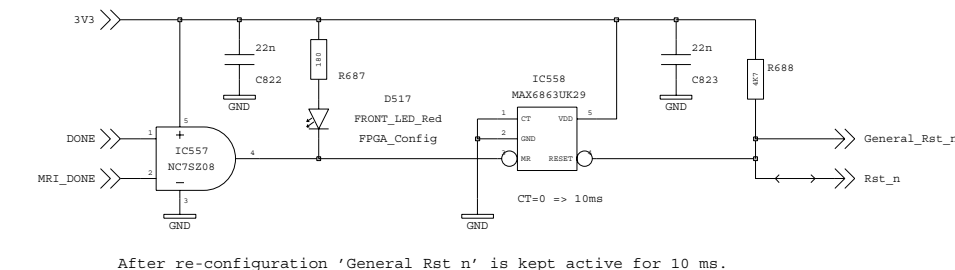 3V3
22n
C822
GND
180
R687
D517
FRONT_LED_Red
FPGA_Config
IC558
MAX6863UK29
1
CT
VDD
5
2
GND
3
MR
RESET
4
CT=0 => 10ms
GND
22n
C823
GND
4K7
R688
General_Rst_n
Rst_n
DONE
1
5
+
IC557
NC7SZ08
4
MRI_DONE
2
3
GND
After re-configuration 'General Rst n' is kept active for 10 ms.